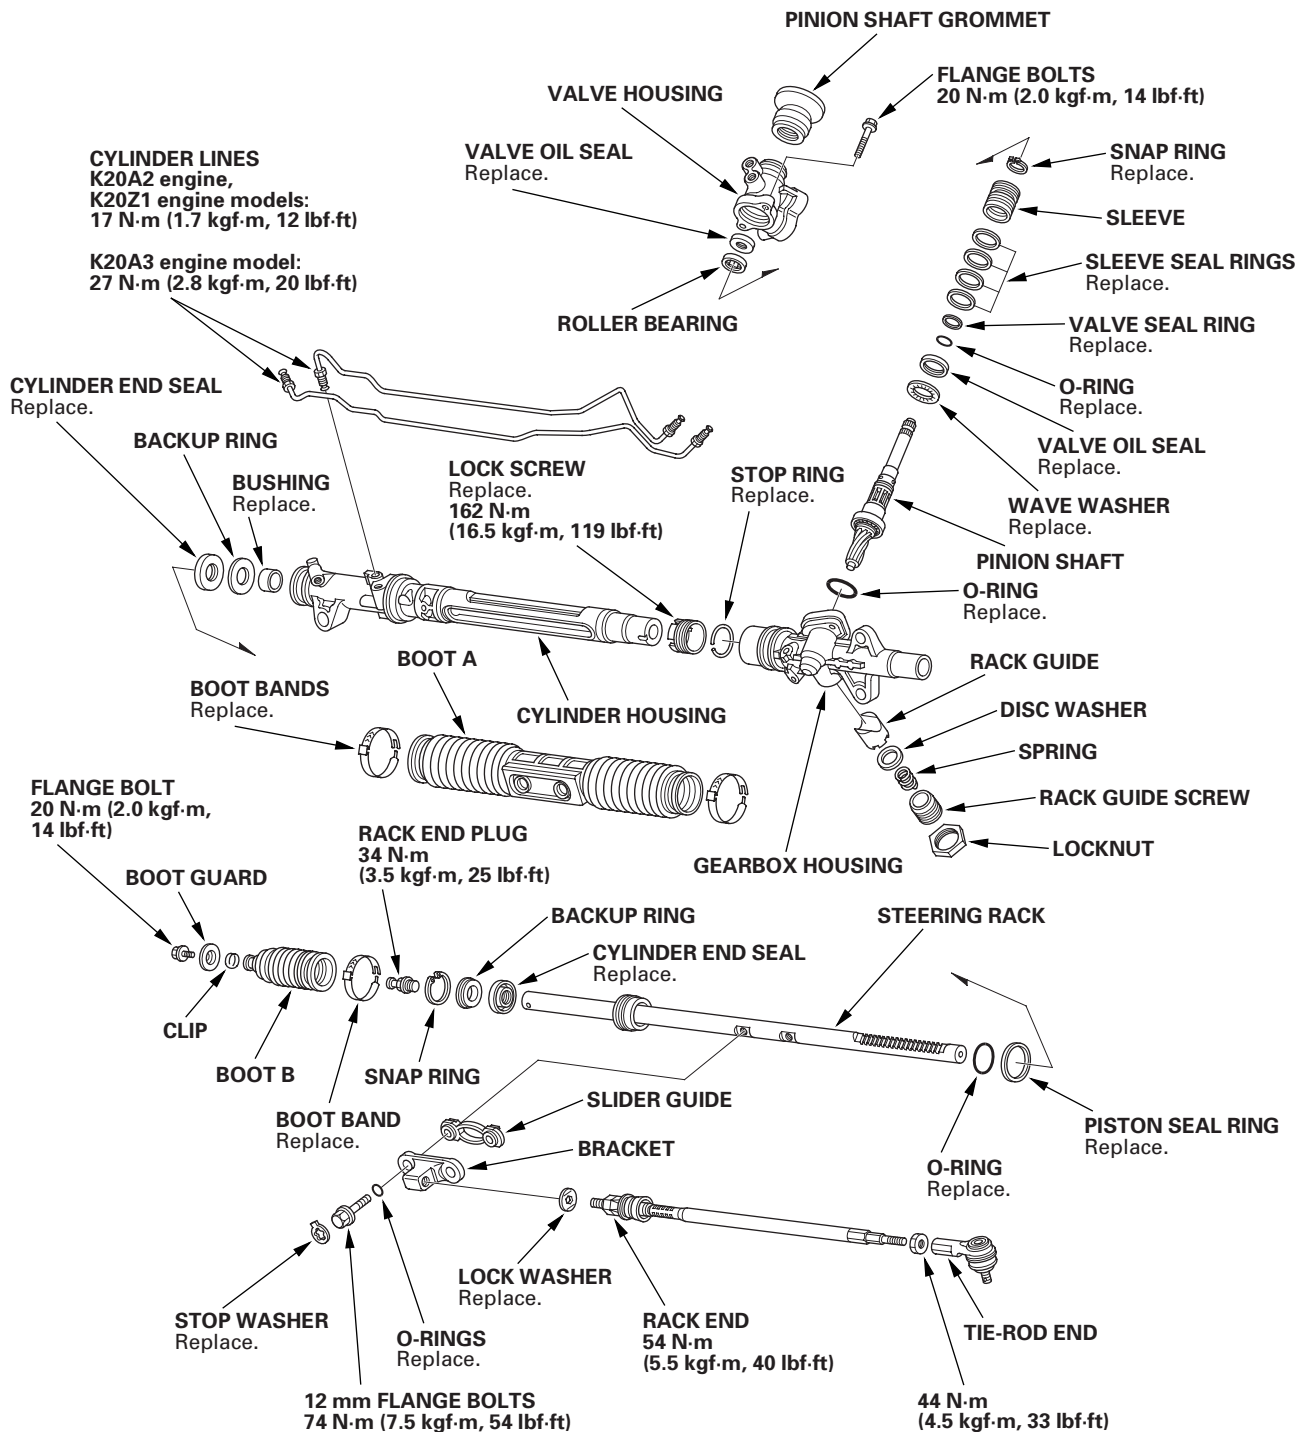 PINION SHAFT GROMMET
FLANGE BOLTS
20 N·m (2.0 kgf·m, 14 lbf·ft)
VALVE HOUSING
VALVE OIL SEAL
Replace.
CYLINDER LINES
K20A2 engine,
K20Z1 engine models:
17 N·m (1.7 kgf·m, 12 lbf·ft)
K20A3 engine model:
27 N·m (2.8 kgf·m, 20 lbf·ft)
SNAP RING
Replace.
SLEEVE
SLEEVE SEAL RINGS
Replace.
ROLLER BEARING
VALVE SEAL RING
Replace.
O-RING
Replace.
CYLINDER END SEAL
Replace.
BACKUP RING
BUSHING
Replace.
LOCK SCREW
Replace.
162 N·m
(16.5 kgf·m, 119 lbf·ft)
STOP RING
Replace.
VALVE OIL SEAL
Replace.
WAVE WASHER
Replace.
PINION SHAFT
O-RING
Replace.
RACK GUIDE
DISC WASHER
SPRING
RACK GUIDE SCREW
LOCKNUT
BOOT A
BOOT BANDS
Replace.
CYLINDER HOUSING
GEARBOX HOUSING
FLANGE BOLT
20 N·m (2.0 kgf·m,
14 lbf·ft)
BOOT GUARD
RACK END PLUG
34 N·m
(3.5 kgf·m, 25 lbf·ft)
BACKUP RING
CYLINDER END SEAL
Replace.
STEERING RACK
CLIP
BOOT B
SNAP RING
BOOT BAND
Replace.
SLIDER GUIDE
BRACKET
PISTON SEAL RING
Replace.
O-RING
Replace.
STOP WASHER
Replace.
O-RINGS
Replace.
LOCK WASHER
Replace.
RACK END
54 N·m
(5.5 kgf·m, 40 lbf·ft)
TIE-ROD END
12 mm FLANGE BOLTS
74 N·m (7.5 kgf·m, 54 lbf·ft)
44 N·m
(4.5 kgf·m, 33 lbf·ft)